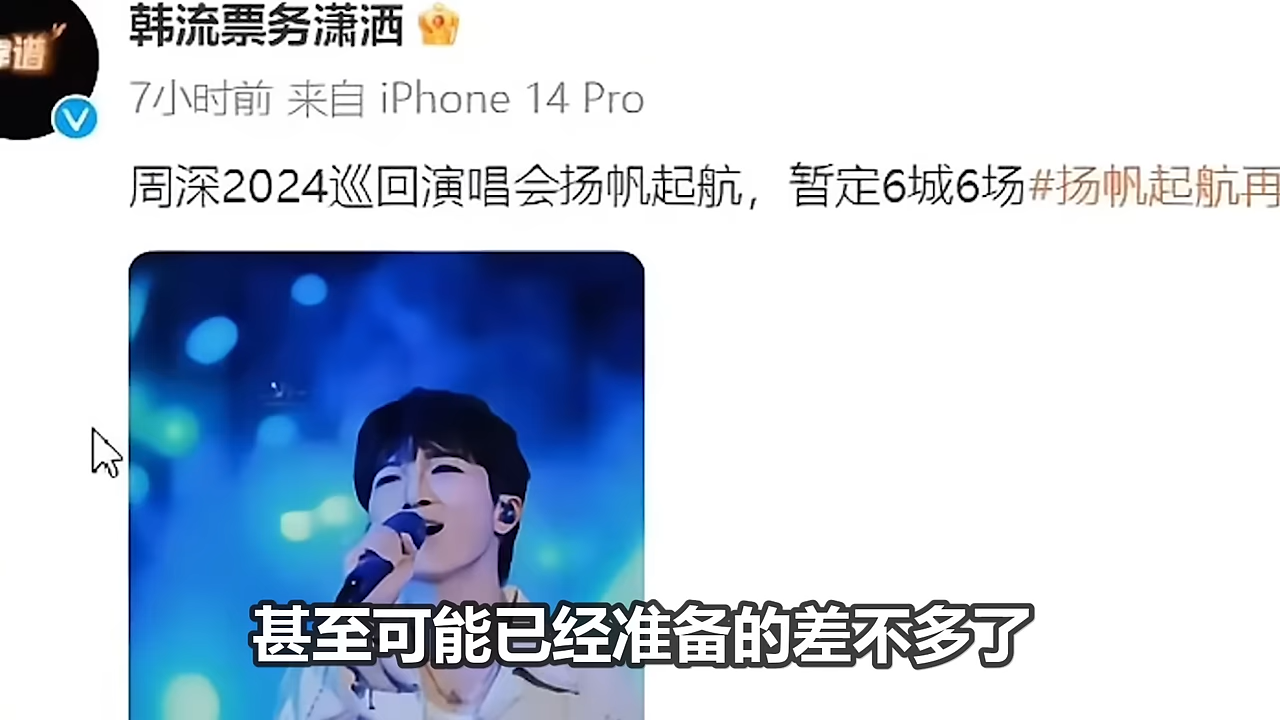 韩流票务潇洒
7小时前 来自 iPhone 14 Pro
周深2024巡回演唱会扬帆起航，暂定6城6场#扬帆起航再
甚至可能已经准备的差不多了